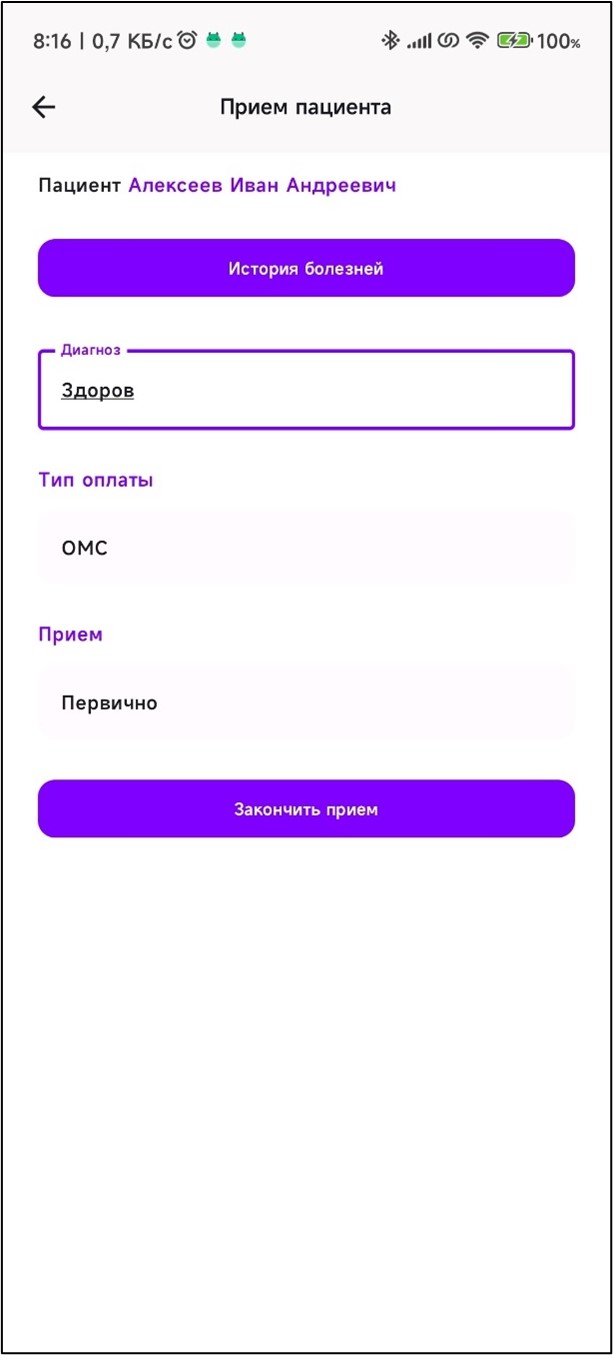 8:16 | 0,7 КБ/с 100%
Прием пациента
Пациент Алексеев Иван Андреевич
История болезней
Диагноз
Здоров
Тип оплаты
ОМС
Прием
Первично
Закончить прием